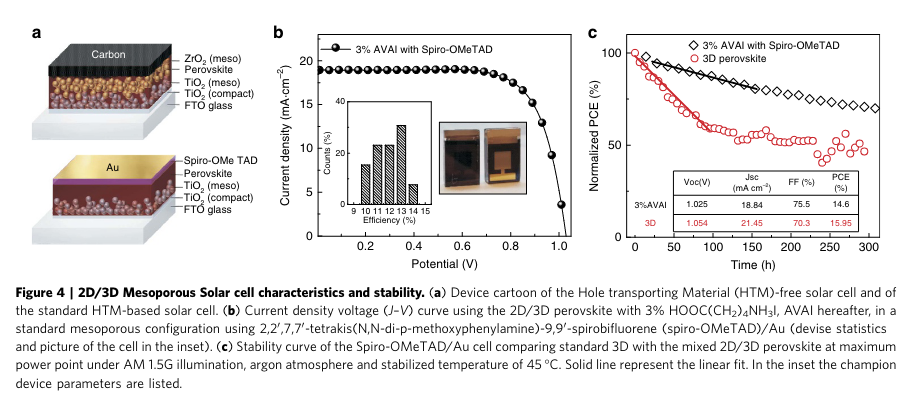 a
Carbon
ZrO₂ (meso)
Perovskite
TiO₂ (meso)
TiO₂ (compact)
FTO glass
Au
Spiro-OMe TAD
Perovskite
TiO₂ (meso)
TiO₂ (compact)
FTO glass
b
3% AVAI with Spiro-OMeTAD
Current density (mA·cm⁻²)
20
15
10
5
0
0.2 0.4 0.6 0.8 1.0
Potential (V)
Counts (%)
40
20
0
9 10 11 12 13 14 15
Efficiency (%)
c
3% AVAI with Spiro-OMeTAD
3D perovskite
Normalized PCE (%)
100
50
0
0 50 100 150 200 250 300
Time (h)
Voc(V) Jsc (mA cm⁻²) FF (%) PCE (%)
3%AVAI 1.025 18.84 75.5 14.6
3D 1.054 21.45 70.3 15.95
Figure 4 | 2D/3D Mesoporous Solar cell characteristics and stability. (a) Device cartoon of the Hole transporting Material (HTM)-free solar cell and of
the standard HTM-based solar cell. (b) Current density voltage (J–V) curve using the 2D/3D perovskite with 3% HOOC(CH₂)₄NH₃I, AVAI hereafter, in a
standard mesoporous configuration using 2,2′,7,7′-tetrakis(N,N-di-p-methoxyphenylamine)-9,9′-spirobifluorene (spiro-OMeTAD)/Au (devise statistics
and picture of the cell in the inset). (c) Stability curve of the Spiro-OMeTAD/Au cell comparing standard 3D with the mixed 2D/3D perovskite at maximum
power point under AM 1.5G illumination, argon atmosphere and stabilized temperature of 45 °C. Solid line represent the linear fit. In the inset the champion
device parameters are listed.